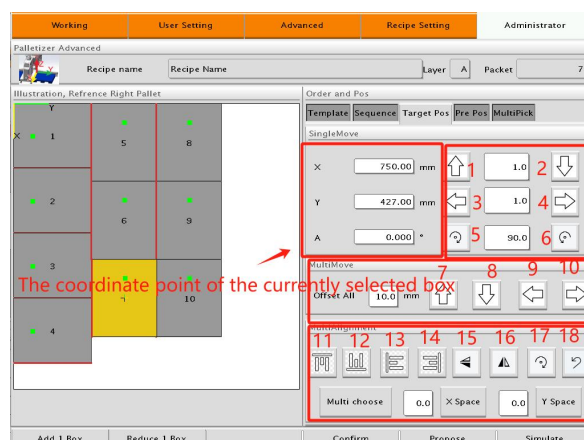 Working User Setting Advanced Recipe Setting Administrator
Palletizer Advanced
Recipe name Recipe Name Layer A Packet 7
Illustration, Refrence Right Pallet
Order and Pos
Template Sequence Target Pos Pre Pos MultiPick
SingleMove
Y
X
1
5
8
2
6
9
3
7
10
4
X 750.00 mm 1 1.0 2
Y 427.00 mm 3 1.0 4
A 0.000 ° 5 90.0 6
The coordinate point of the currently selected box
MultiMove
7 8 9 10
Offset All 10.0 mm
MultiAlignment
11 12 13 14 15 16 17 18
Multi choose 0.0 X Space 0.0 Y Space
Add 1 Box Reduce 1 Box Confirm Propose Simulate